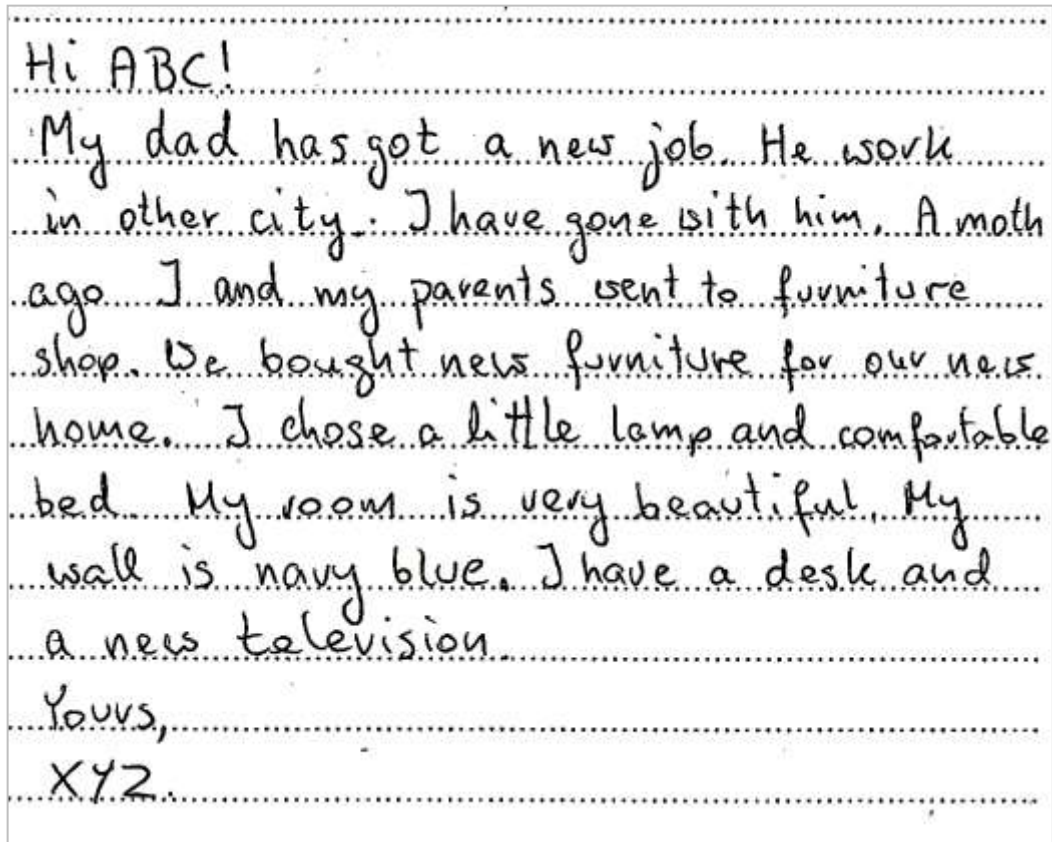 Hi ABC!
My dad has got a new job. He work
in other city. I have gone with him. A moth
ago I and my parents went to furniture
shop. We bought new furniture for our new
home. I chose a little lamp and comfortable
bed. My room is very beautiful. My
wall is navy blue. I have a desk and
a new television.
Yours,
XYZ.